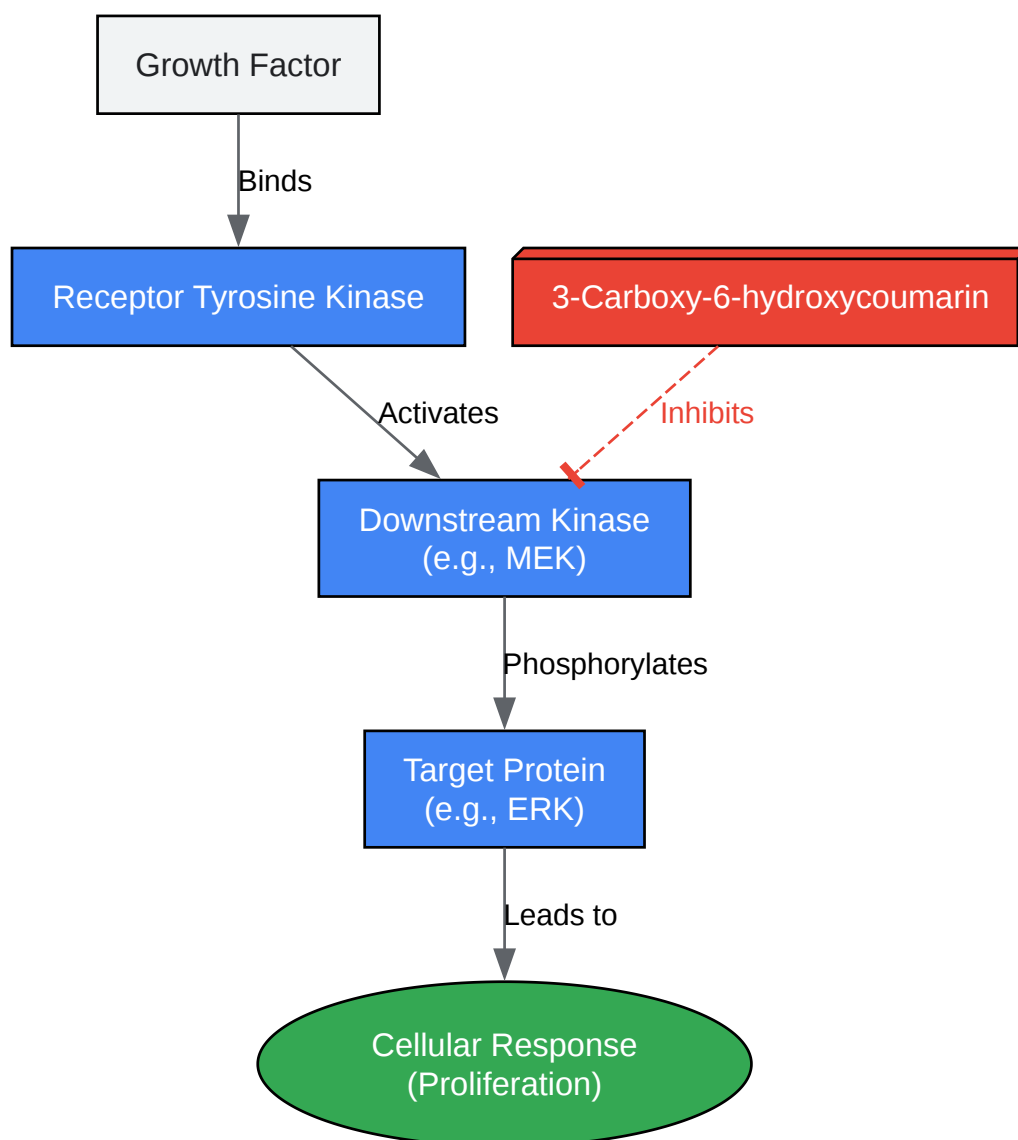 Growth Factor
Binds
Receptor Tyrosine Kinase
3-Carboxy-6-hydroxycoumarin
Activates
Inhibits
Downstream Kinase
(e.g., MEK)
Phosphorylates
Target Protein
(e.g., ERK)
Leads to
Cellular Response
(Proliferation)